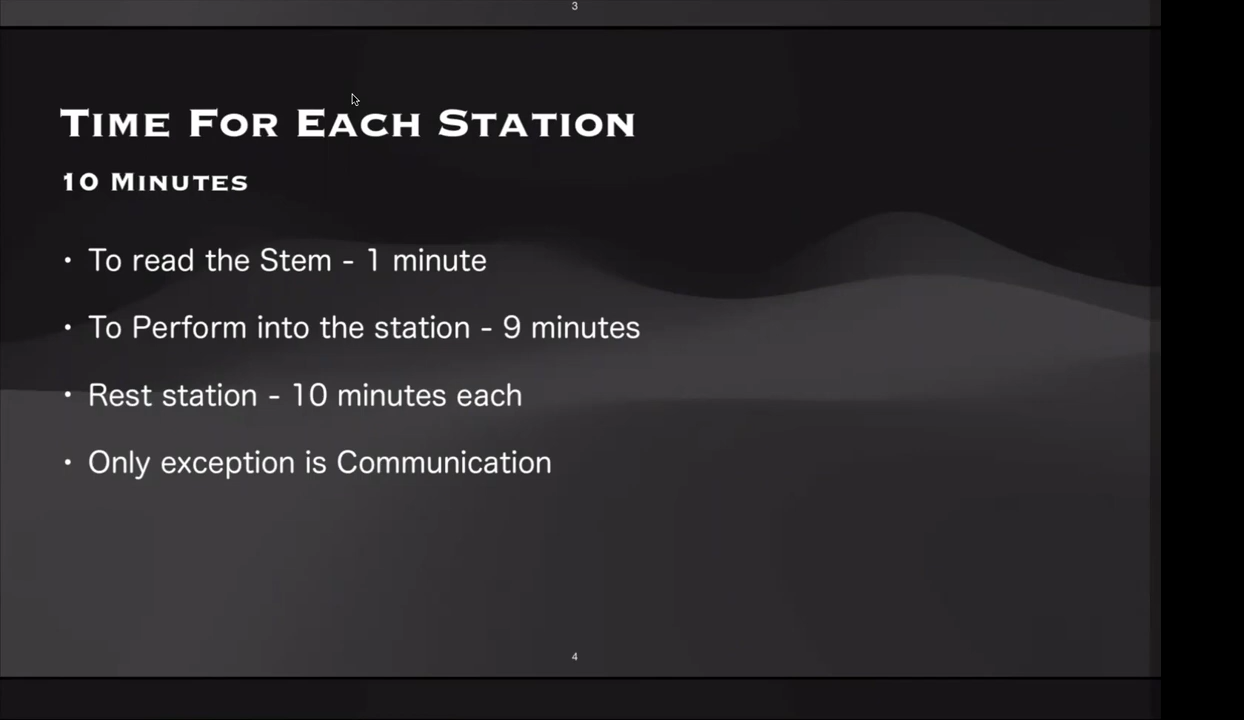 3
Time For Each Station
10 Minutes
• To read the Stem - 1 minute
• To Perform into the station - 9 minutes
• Rest station - 10 minutes each
• Only exception is Communication
4